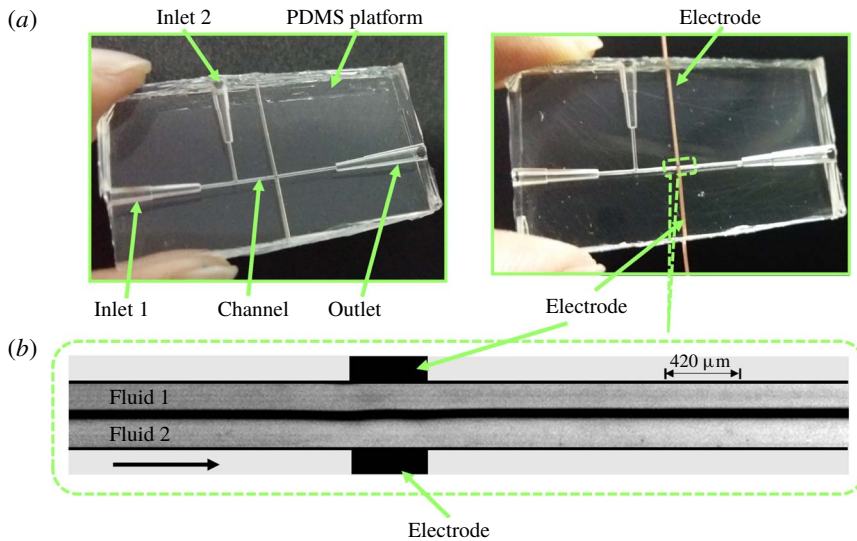 (a)
Inlet 2
PDMS platform
Electrode
Inlet 1
Channel
Outlet
Electrode
(b)
420 μm
Fluid 1
Fluid 2
Electrode